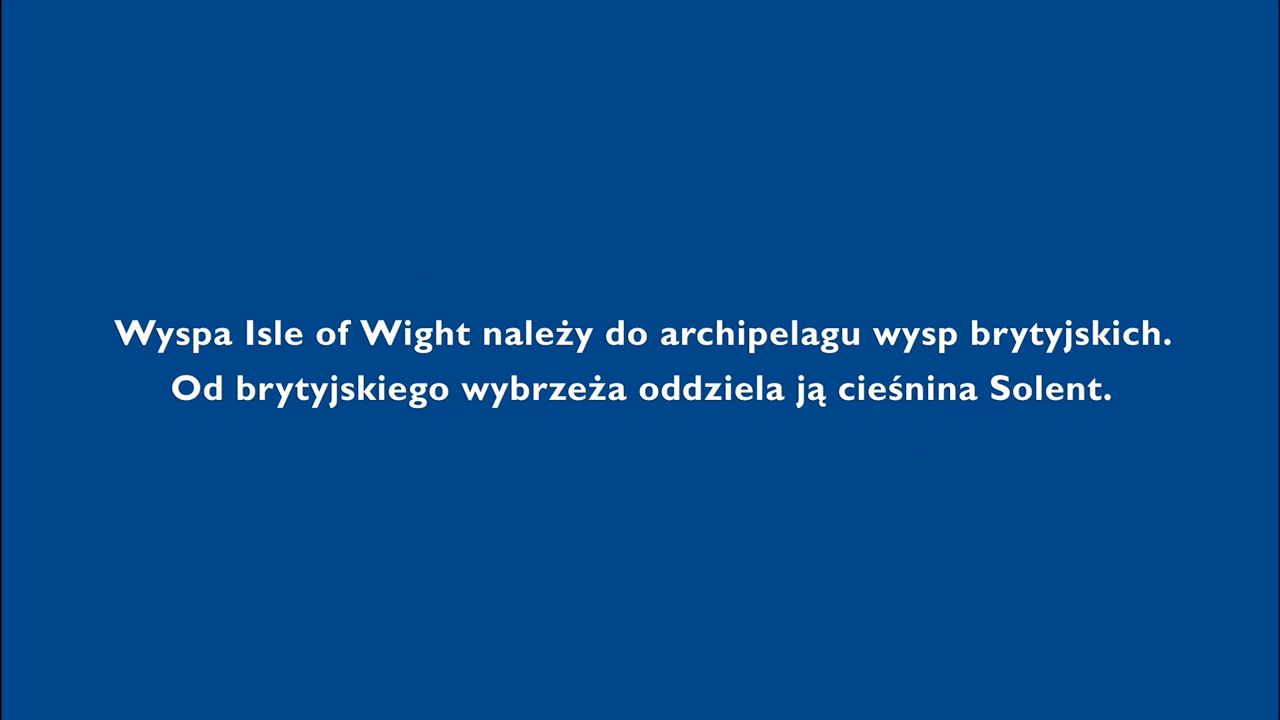 Wyspa Isle of Wight należy do archipelagu wysp brytyjskich.
Od brytyjskiego wybrzeża oddziela ją cieśnina Solent.